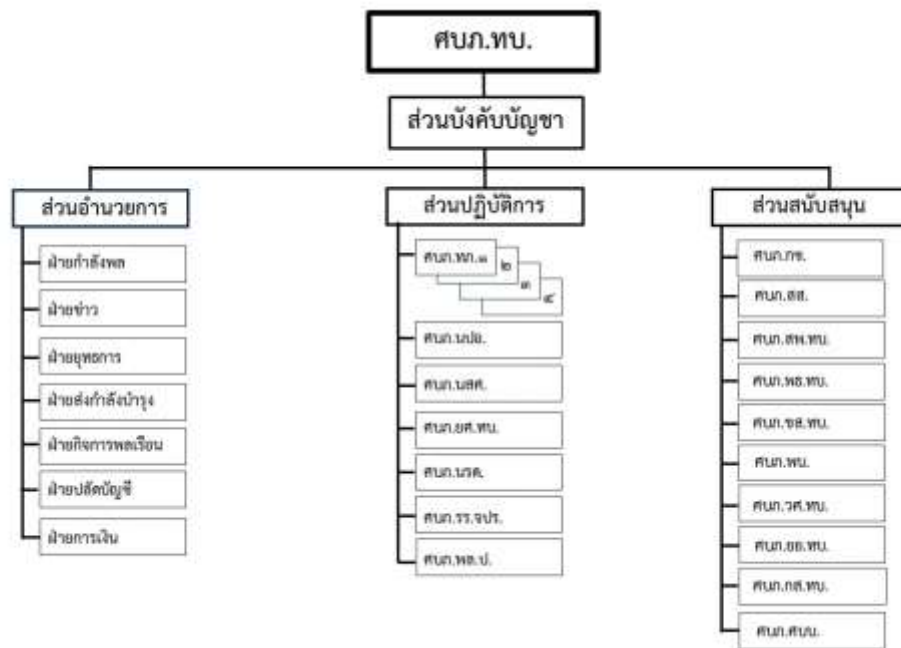 ศบภ.ทบ.
ส่วนบังคับบัญชา
ส่วนอำนวยการ
ฝ่ายกำลังพล
ฝ่ายข่าว
ฝ่ายยุทธการ
ฝ่ายส่งกำลังบำรุง
ฝ่ายกิจการพลเรือน
ฝ่ายปลัดบัญชี
ฝ่ายการเงิน
ส่วนปฏิบัติการ
ศบภ.ทภ.๑
๒
๓
๔
ศบภ.นปอ.
ศบภ.นสศ.
ศบภ.ยศ.ทบ.
ศบภ.นรด.
ศบภ.รร.จปร.
ศบภ.พล.ป.
ส่วนสนับสนุน
ศบภ.กช.
ศบภ.สส.
ศบภ.สพ.ทบ.
ศบภ.พธ.ทบ.
ศบภ.ขส.ทบ.
ศบภ.พบ.
ศบภ.วศ.ทบ.
ศบภ.ยย.ทบ.
ศบภ.กส.ทบ.
ศบภ.ศบบ.